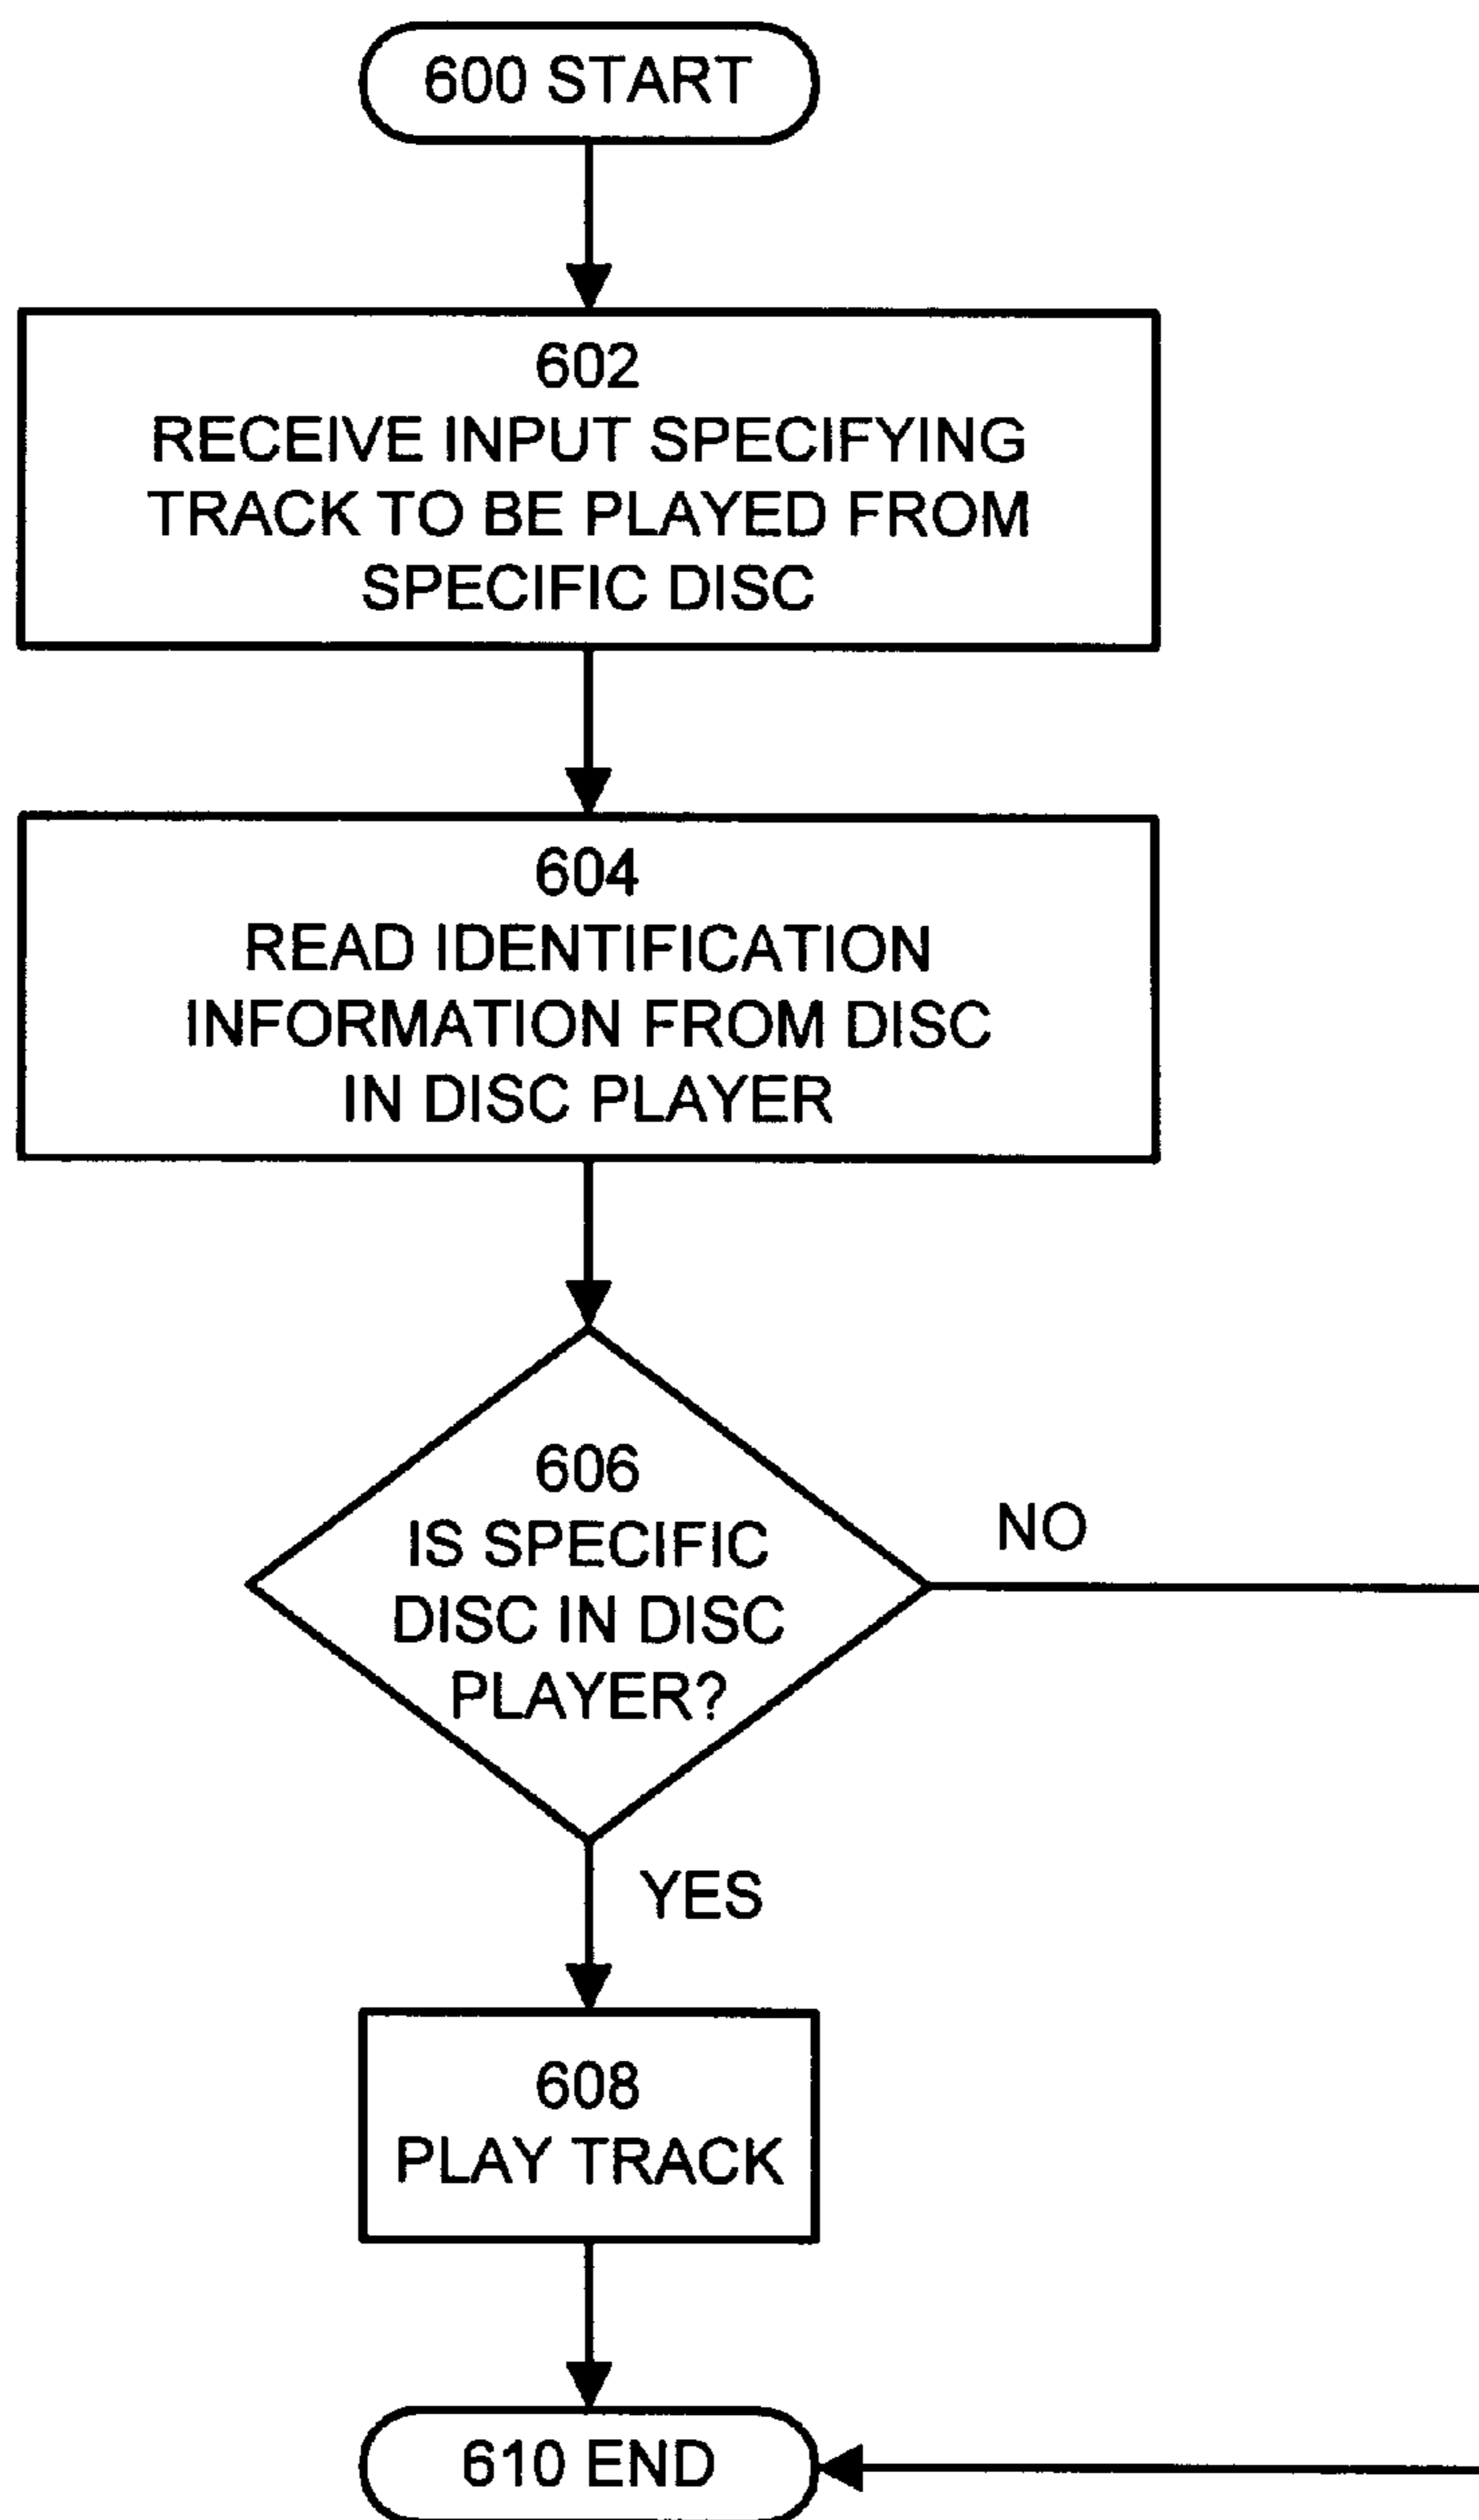 600 START
602
RECEIVE INPUT SPECIFYING
TRACK TO BE PLAYED FROM
SPECIFIC DISC
604
READ IDENTIFICATION
INFORMATION FROM DISC
IN DISC PLAYER
606
IS SPECIFIC
DISC IN DISC
PLAYER?
NO
YES
608
PLAY TRACK
610 END